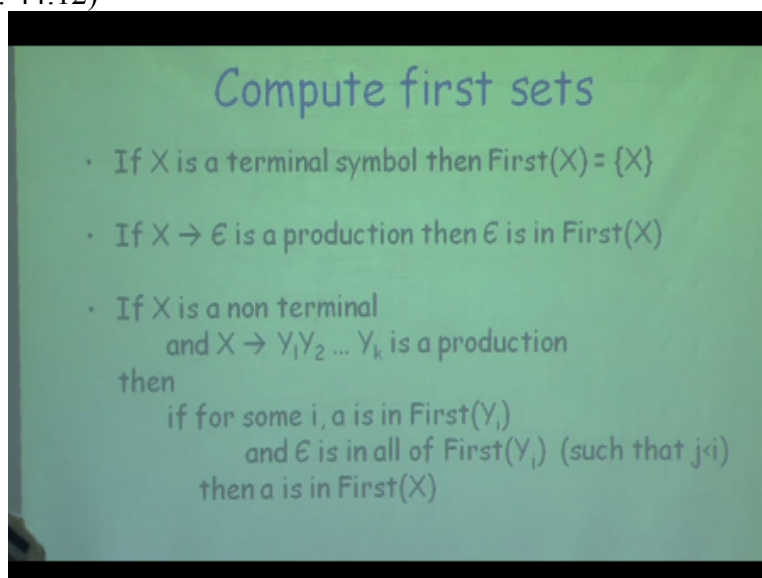 Compute first sets
· If X is a terminal symbol then First(X) = {X}
· If X → Є is a production then Є is in First(X)
· If X is a non terminal
and X → Y₁Y₂ ... Yₖ is a production
then
if for some i, a is in First(Yᵢ)
and Є is in all of First(Yⱼ) (such that j<i)
then a is in First(X)